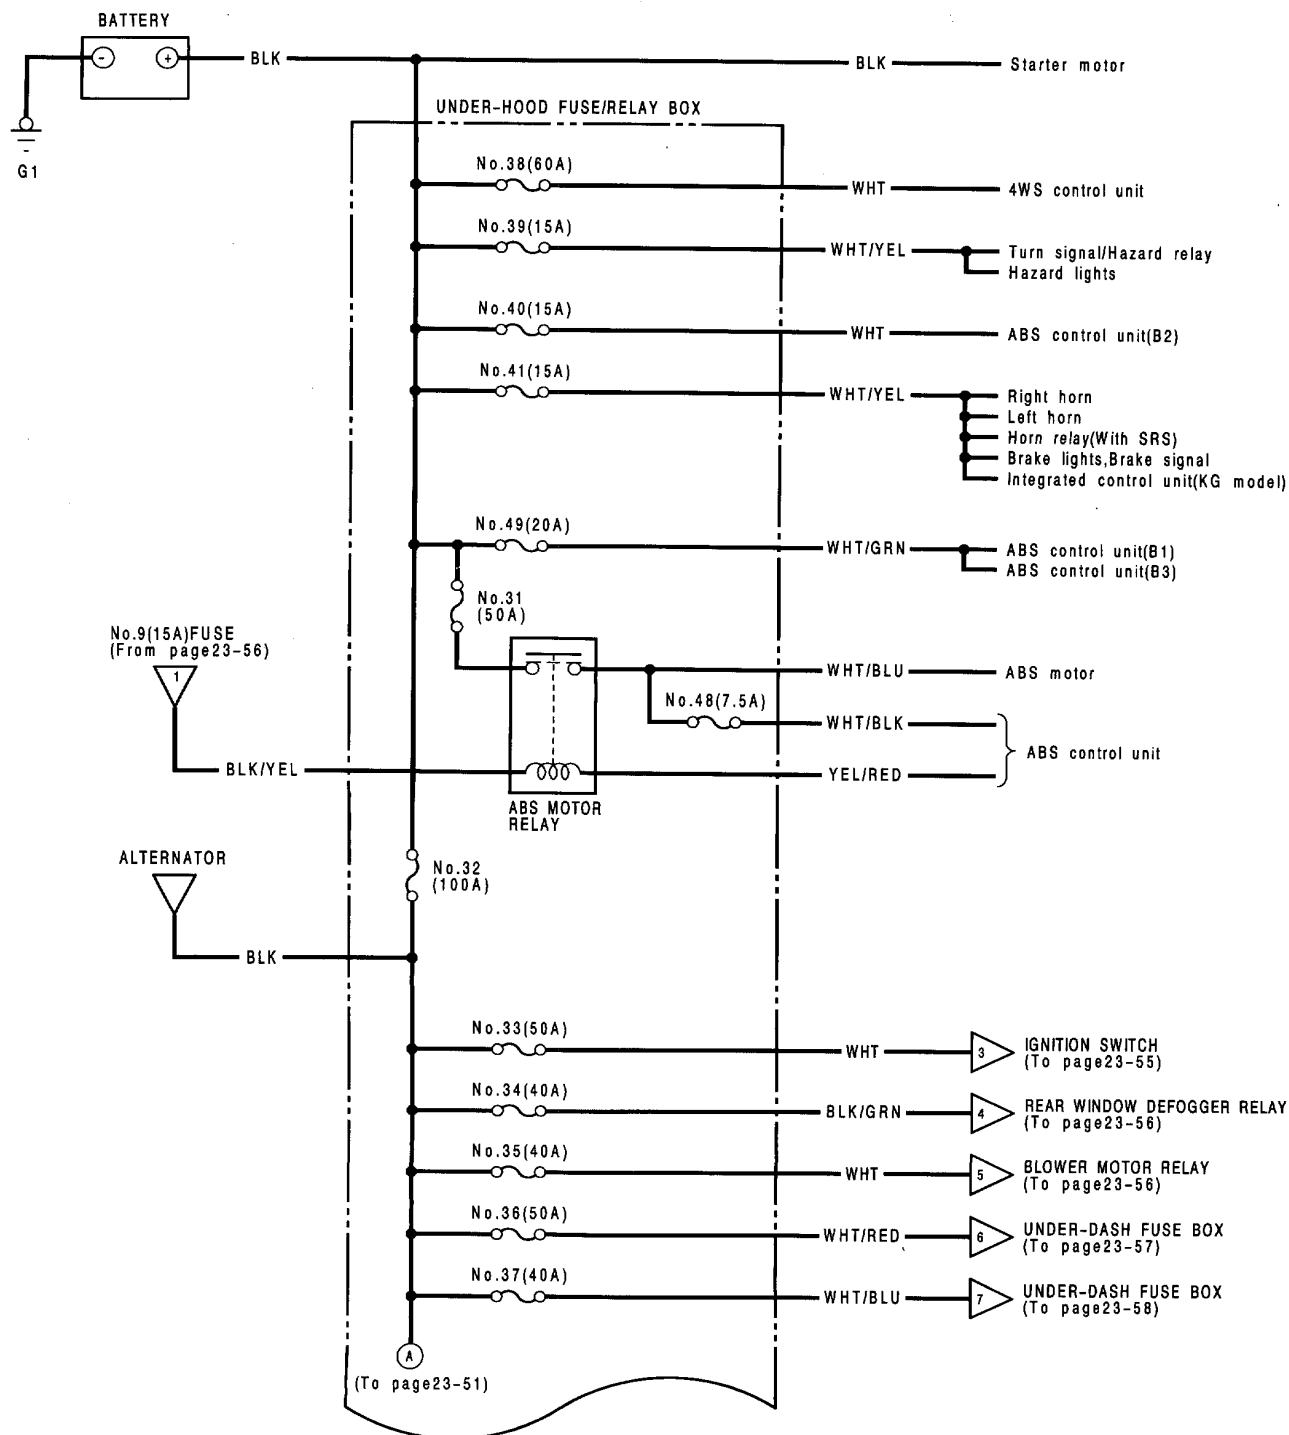 BATTERY
-
+
BLK
BLK
Starter motor
G1
UNDER-HOOD FUSE/RELAY BOX
No.38(60A)
WHT
4WS control unit
No.39(15A)
WHT/YEL
Turn signal/Hazard relay
Hazard lights
No.40(15A)
WHT
ABS control unit(B2)
No.41(15A)
WHT/YEL
Right horn
Left horn
Horn relay(With SRS)
Brake lights,Brake signal
Integrated control unit(KG model)
No.49(20A)
WHT/GRN
ABS control unit(B1)
ABS control unit(B3)
No.31
(50A)
No.9(15A)FUSE
(From page23-56)
1
WHT/BLU
ABS motor
No.48(7.5A)
WHT/BLK
ABS control unit
BLK/YEL
YEL/RED
ABS MOTOR
RELAY
ALTERNATOR
No.32
(100A)
BLK
No.33(50A)
WHT
3
IGNITION SWITCH
(To page23-55)
No.34(40A)
BLK/GRN
4
REAR WINDOW DEFOGGER RELAY
(To page23-56)
No.35(40A)
WHT
5
BLOWER MOTOR RELAY
(To page23-56)
No.36(50A)
WHT/RED
6
UNDER-DASH FUSE BOX
(To page23-57)
No.37(40A)
WHT/BLU
7
UNDER-DASH FUSE BOX
(To page23-58)
A
(To page23-51)